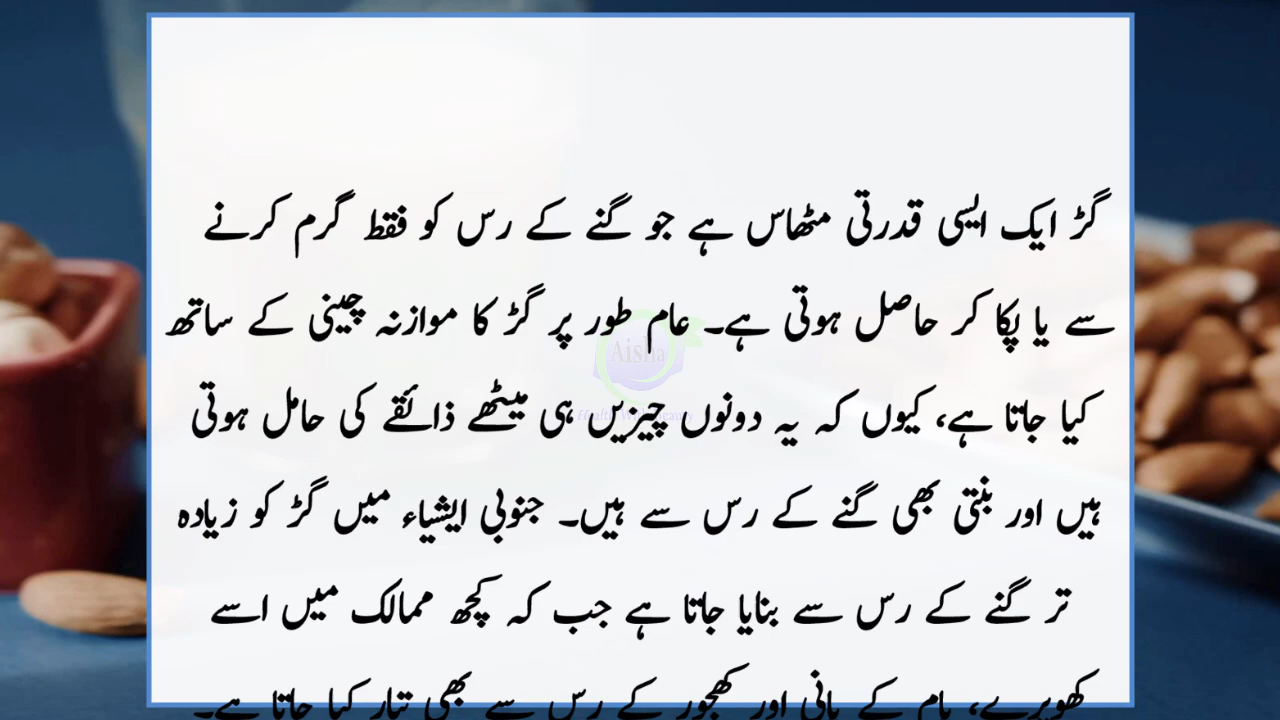 گڑ ایک ایسی قدرتی مٹھاس ہے جو گنے کے رس کو فقط گرم کرنے
سے یا پکا کر حاصل ہوتی ہے۔ عام طور پر گڑ کا موازنہ چینی کے ساتھ
کیا جاتا ہے، کیوں کہ یہ دونوں چیزیں ہی میٹھے ذائقے کی حامل ہوتی
ہیں اور بنتی بھی گنے کے رس سے ہیں۔ جنوبی ایشیاء میں گڑ کو زیادہ
تر گنے کے رس سے بنایا جاتا ہے جب کہ کچھ ممالک میں اسے
کھوپرے، پام کے پانی اور کھجور کے رس سے بھی تیار کیا جاتا ہے۔
Aisha